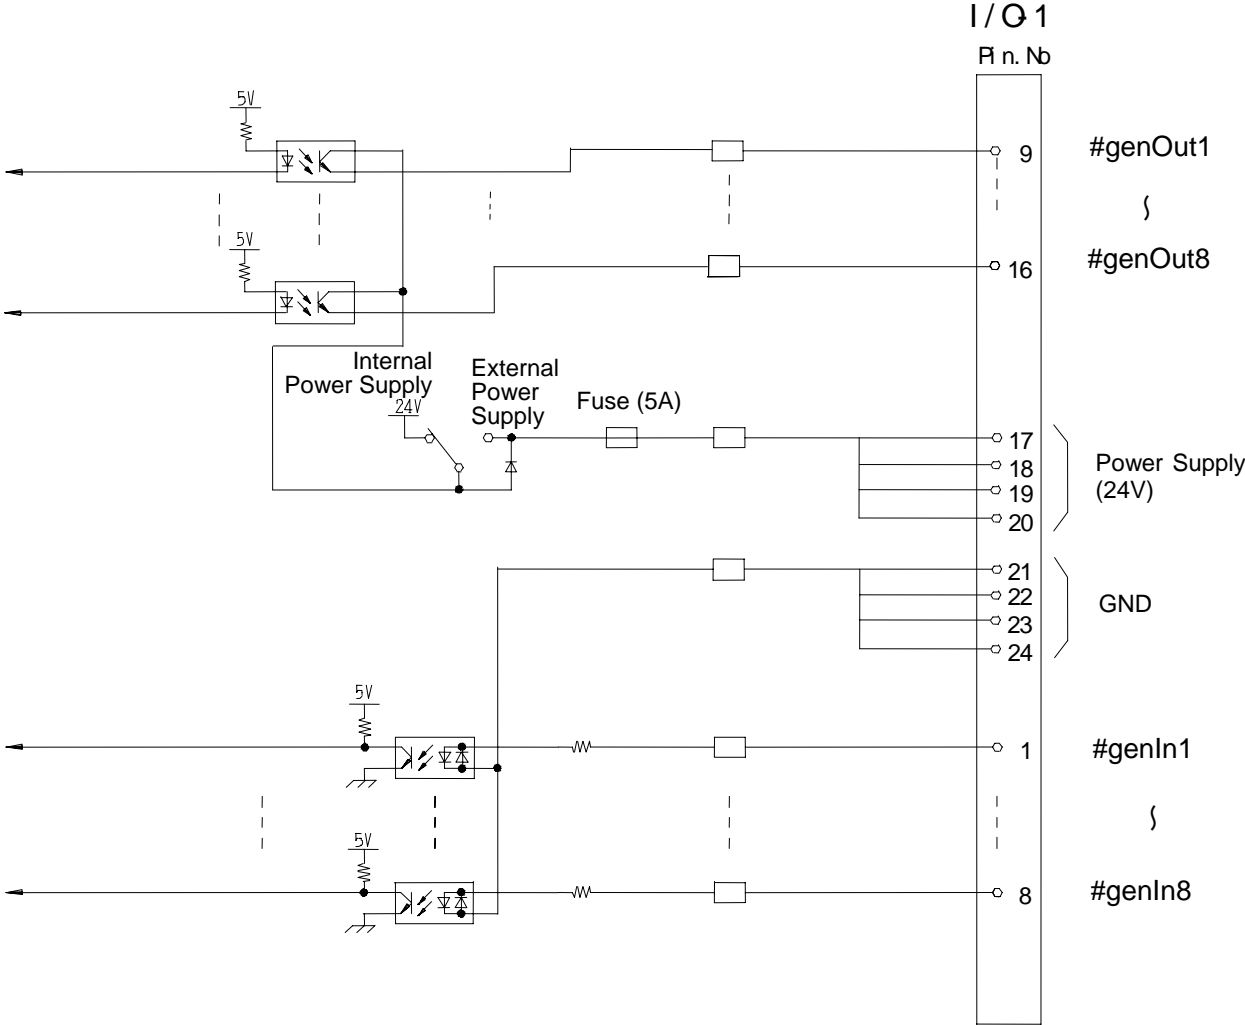 I/O-1
Pin. No
5V
9 #genOut1
5V
16 #genOut8
Internal
Power Supply
24V
External
Power
Supply
Fuse (5A)
17
18
19
20
Power Supply
(24V)
21
22
23
24
GND
5V
1 #genIn1
5V
8 #genIn8